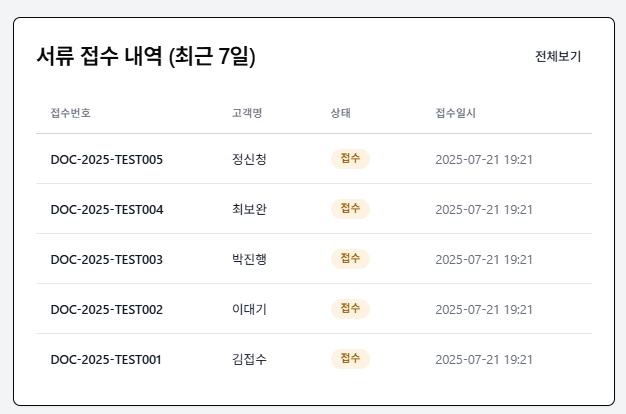 서류 접수 내역 (최근 7일) 전체보기
접수번호 고객명 상태 접수일시
DOC-2025-TEST005 정신청 접수 2025-07-21 19:21
DOC-2025-TEST004 최보완 접수 2025-07-21 19:21
DOC-2025-TEST003 박진행 접수 2025-07-21 19:21
DOC-2025-TEST002 이대기 접수 2025-07-21 19:21
DOC-2025-TEST001 김접수 접수 2025-07-21 19:21